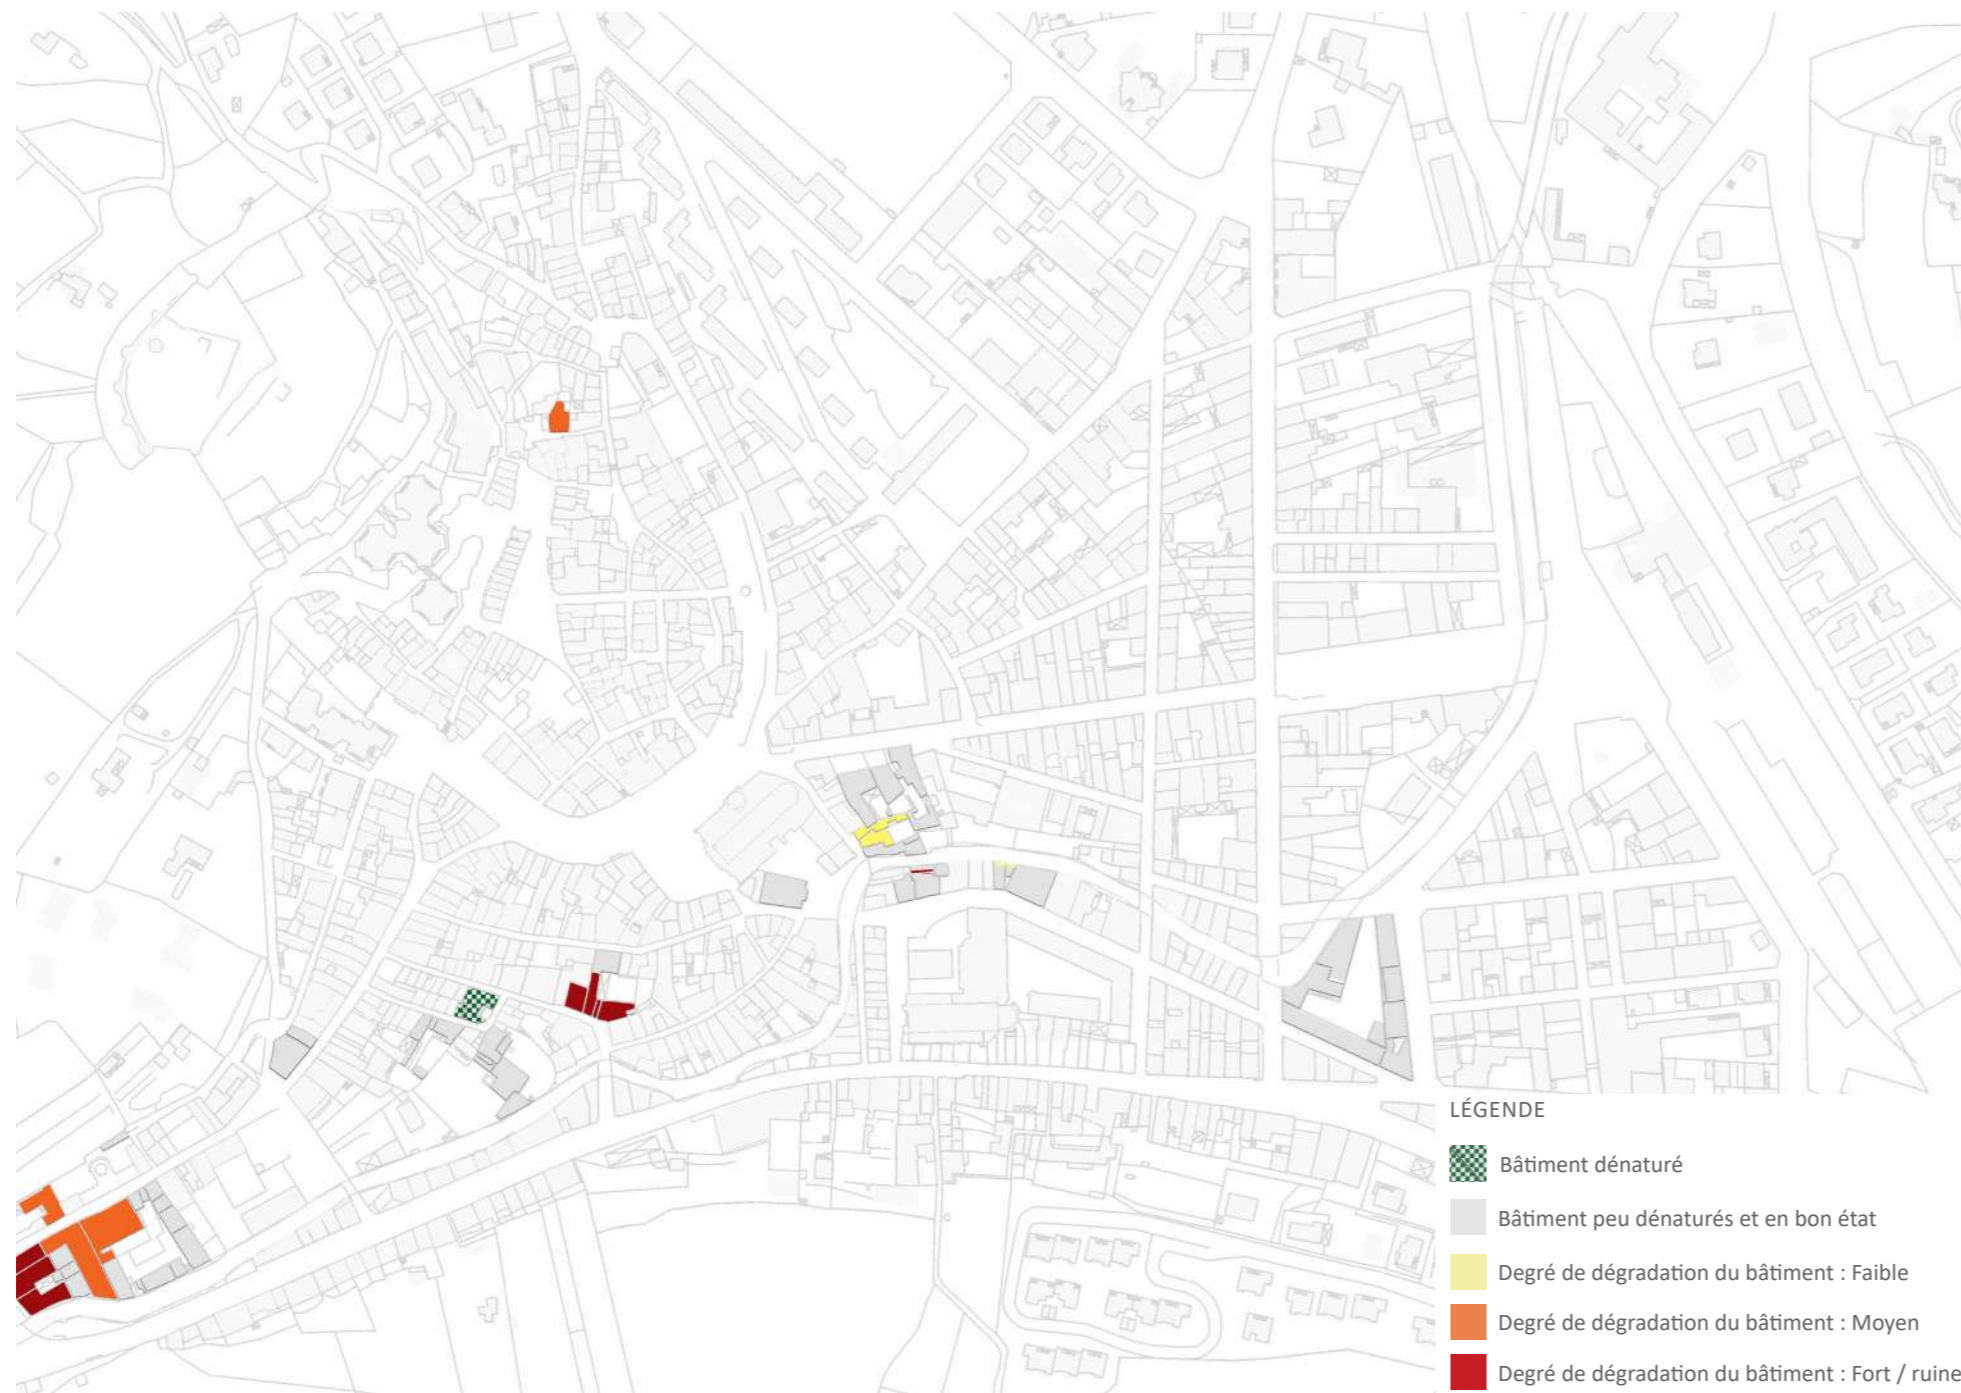 LÉGENDE
Bâtiment dénaturé
Bâtiment peu dénaturés et en bon état
Degré de dégradation du bâtiment : Faible
Degré de dégradation du bâtiment : Moyen
Degré de dégradation du bâtiment : Fort / ruine